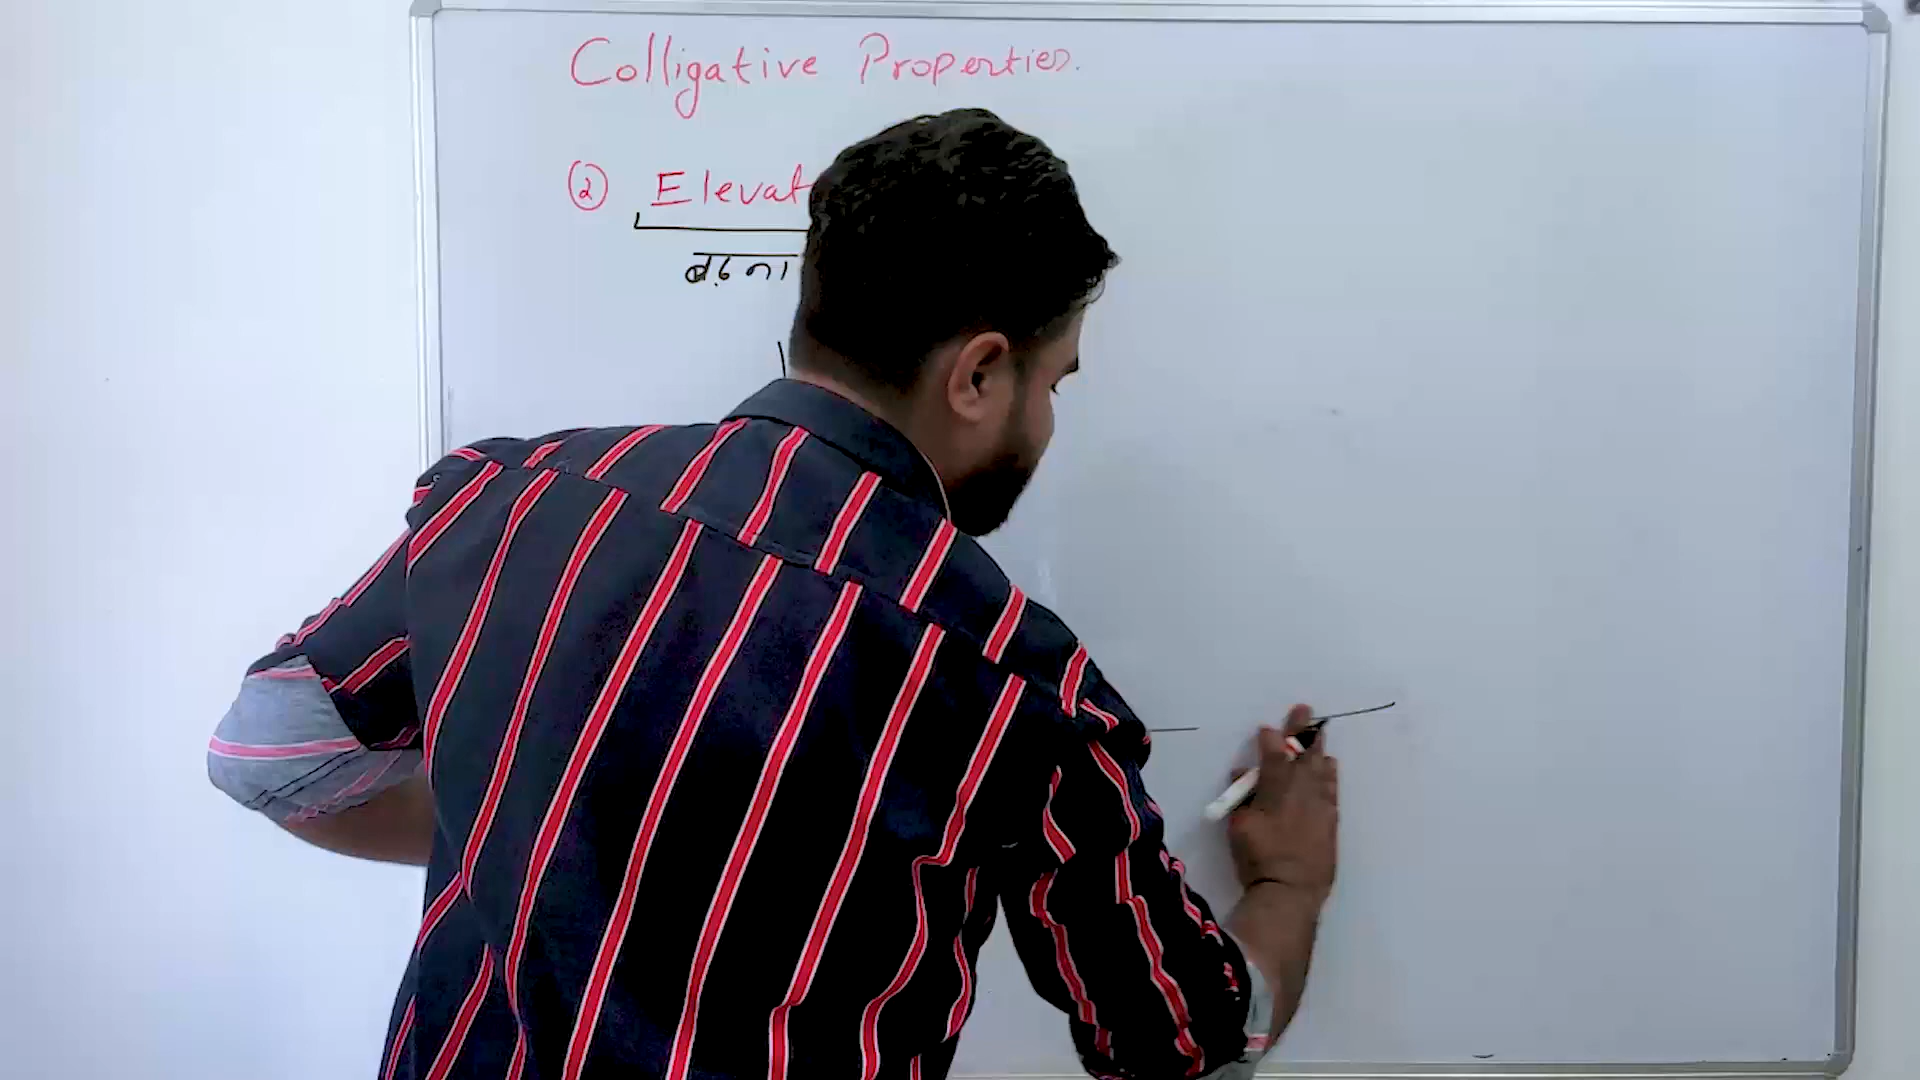 Colligative Properties.
② Elevat
बढ़ना